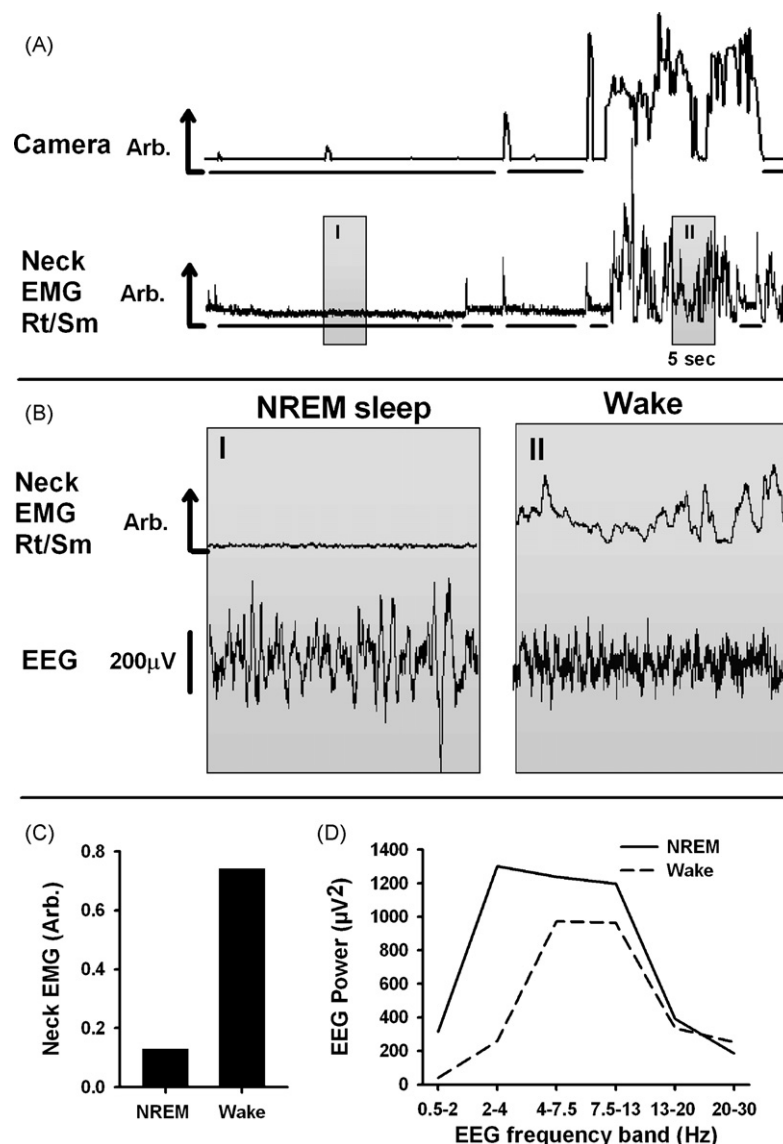 (A)
Camera Arb.
I
II
Neck
EMG
Rt/Sm
Arb.
5 sec
(B)
NREM sleep
Wake
I
II
Neck
EMG
Rt/Sm
Arb.
EEG 200µV
(C)
Neck EMG (Arb.)
0.8
0.6
0.4
0.2
0.0
NREM Wake
(D)
NREM
Wake
EEG Power (µV²)
1400
1200
1000
800
600
400
200
0
0.5-2 2-4 4-7.5 7.5-13 13-20 20-30
EEG frequency band (Hz)